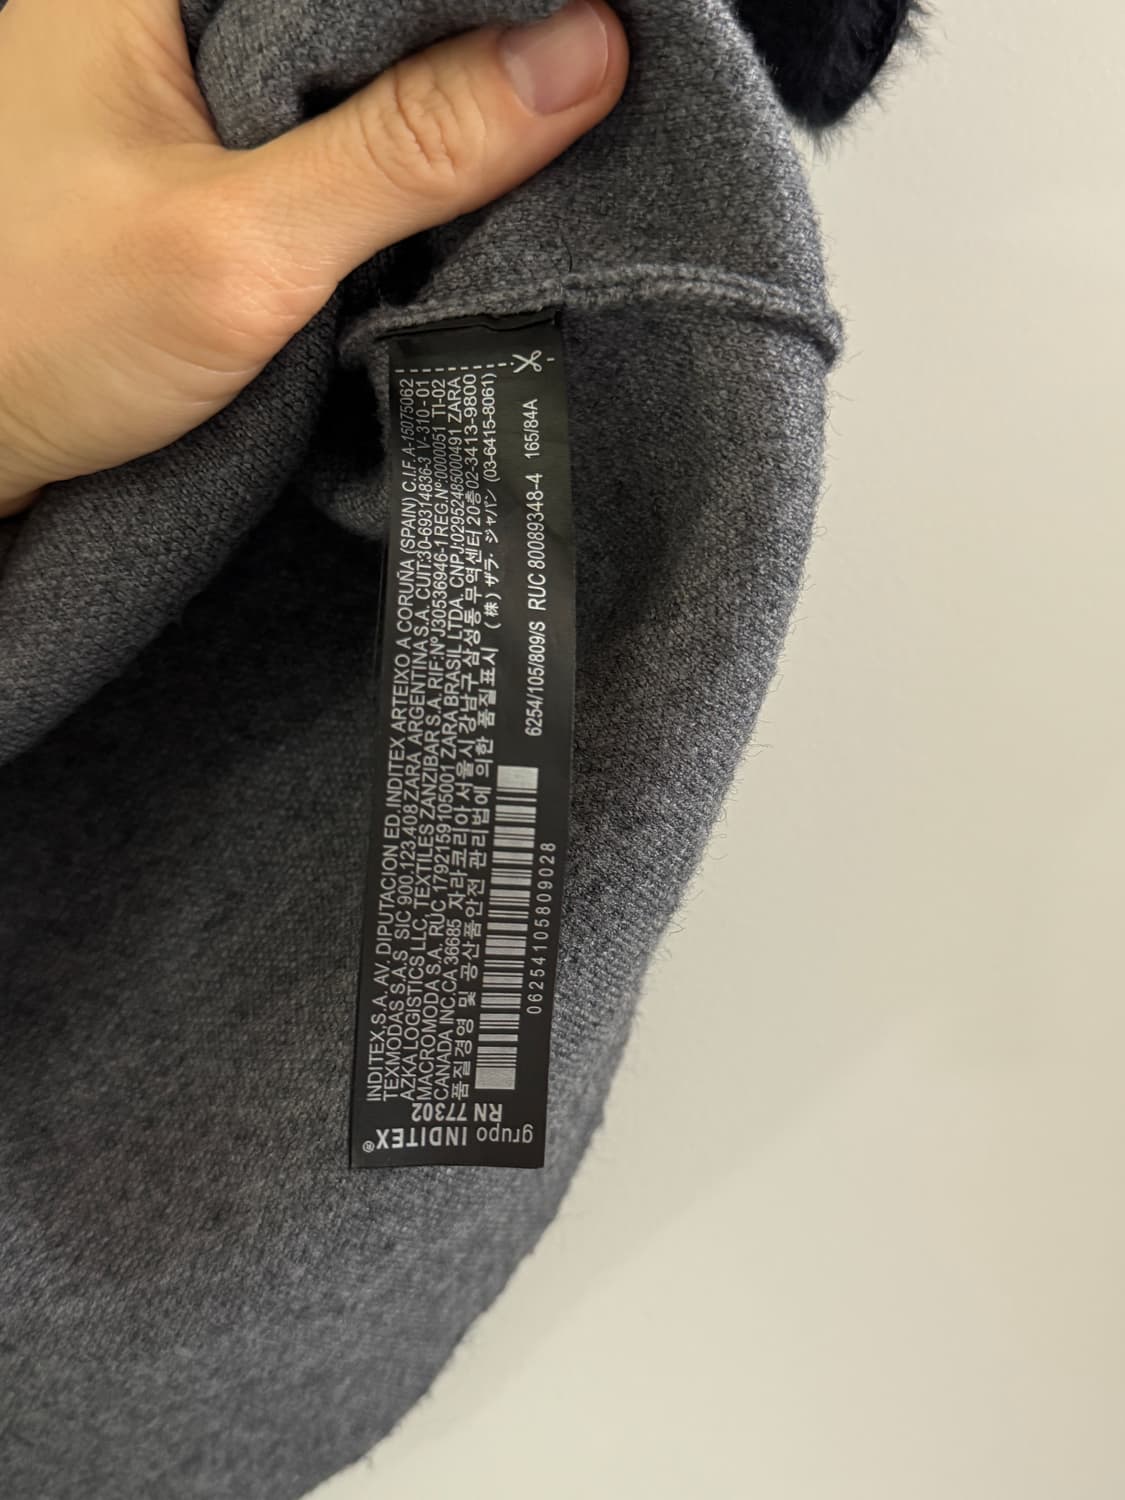 INDITEX,S.A. AV. DIPUTACION ED.INDITEX ARTEIXO A CORUÑA (SPAIN) C.I.F. A-15075062
TEXMODAS S.A.S SIC 900.123.408 ZARA ARGENTINA S.A. CUIT:30-69314836-3 V-310-01
AZKA LOGISTICS LLC, TEXTILES ZANZIBAR S.A. RIF:NºJ30536946-1 REG.Nº:0000051 TI-02
MACROMODA S.A. RUC 1792159105001 ZARA BRASIL LTDA. CNPJ:02952485000491 ZARA
CANADA INC.CA 36685 자라코리아 서울시 강남구 삼성동 무역센터 20층02-3413-9800
품질경영 및 공산품안전 관리법에 의한 품질표시 (株) ザラ・ジャパン (03-6415-8061)
6254/105/809/S RUC 80089348-4 165/84A
06254105809028
RN 77302
grupo INDITEX®